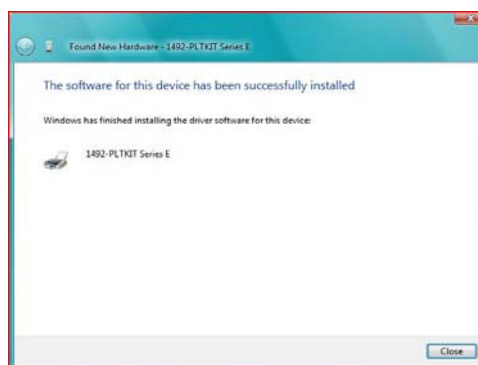 Found New Hardware - 1492-PLTKIT Series E
The software for this device has been successfully installed
Windows has finished installing the driver software for this device:
1492-PLTKIT Series E
Close